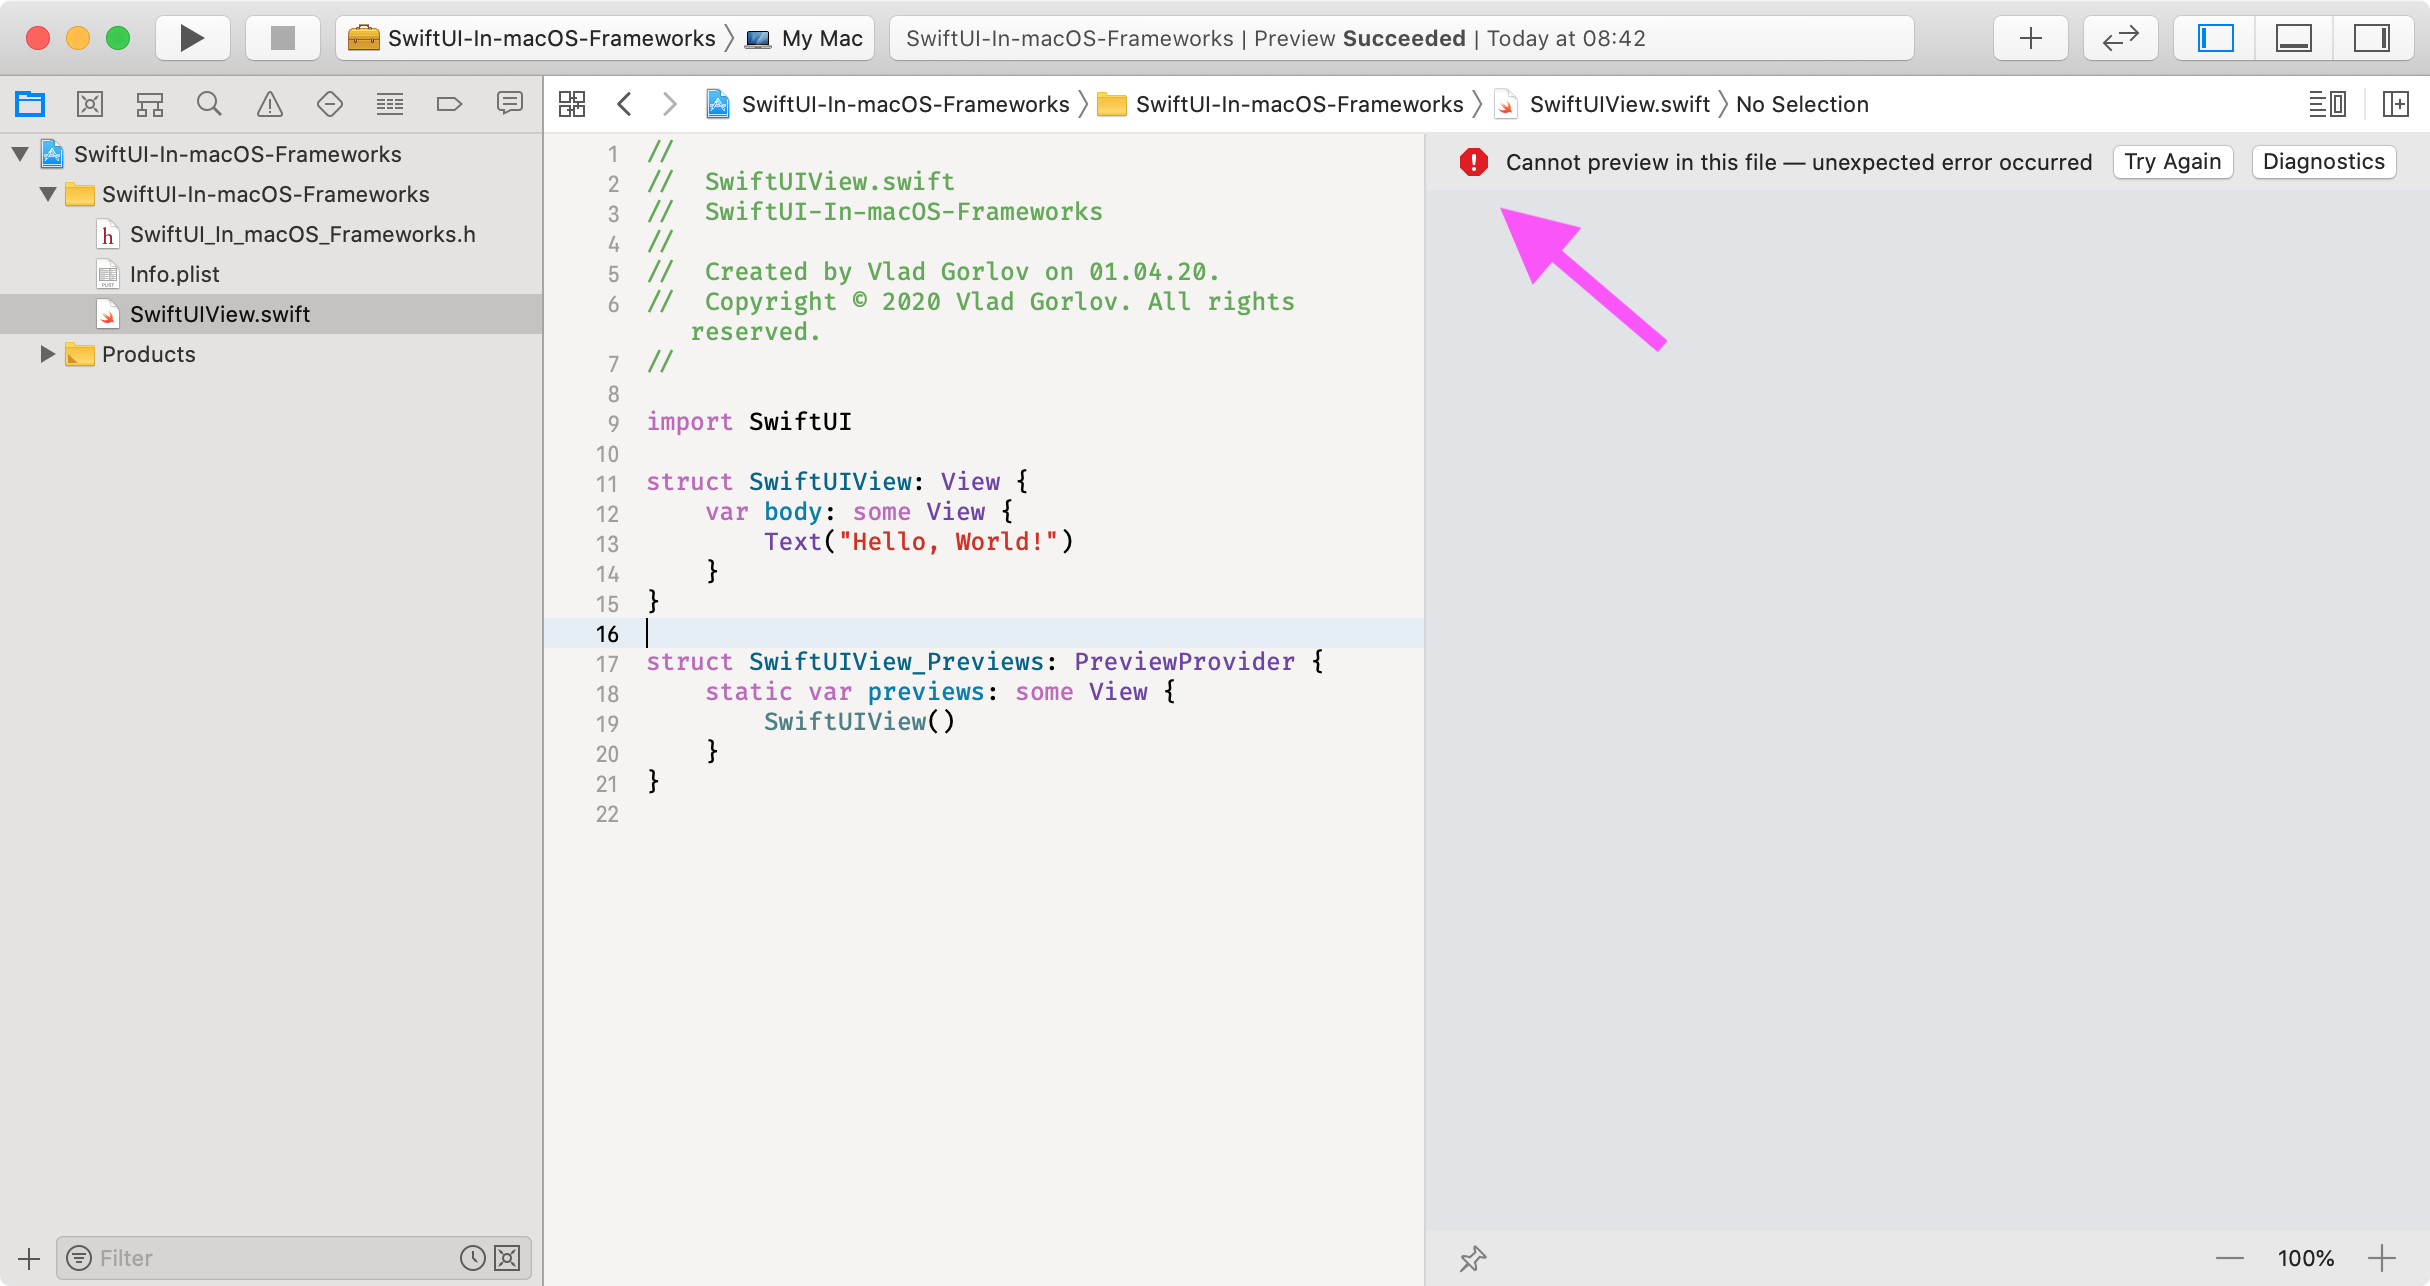 SwiftUI-In-macOS-Frameworks 〉 My Mac
SwiftUI-In-macOS-Frameworks | Preview Succeeded | Today at 08:42
SwiftUI-In-macOS-Frameworks 〉 SwiftUI-In-macOS-Frameworks 〉 SwiftUIView.swift 〉 No Selection
SwiftUI-In-macOS-Frameworks
SwiftUI-In-macOS-Frameworks
h SwiftUI_In_macOS_Frameworks.h
PLIST Info.plist
SwiftUIView.swift
Products
Filter
1 //
2 //  SwiftUIView.swift
3 //  SwiftUI-In-macOS-Frameworks
4 //
5 //  Created by Vlad Gorlov on 01.04.20.
6 //  Copyright © 2020 Vlad Gorlov. All rights
reserved.
7 //
8
9 import SwiftUI
10
11 struct SwiftUIView: View {
12     var body: some View {
13         Text("Hello, World!")
14     }
15 }
16
17 struct SwiftUIView_Previews: PreviewProvider {
18     static var previews: some View {
19         SwiftUIView()
20     }
21 }
22
Cannot preview in this file — unexpected error occurred
Try Again
Diagnostics
100%